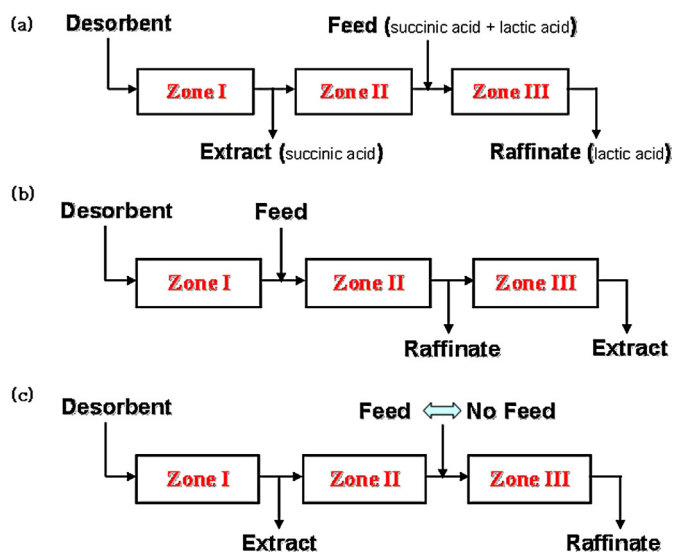 (a)
Desorbent
Feed (succinic acid + lactic acid)
Zone I
Zone II
Zone III
Extract (succinic acid)
Raffinate (lactic acid)
(b)
Desorbent
Feed
Zone I
Zone II
Zone III
Raffinate
Extract
(c)
Desorbent
Feed
No Feed
Zone I
Zone II
Zone III
Extract
Raffinate